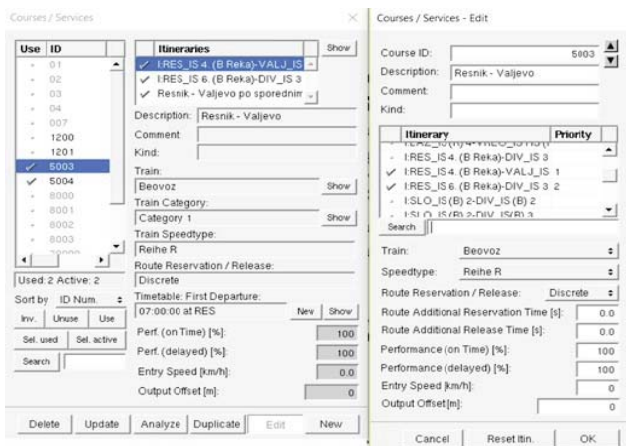 Courses / Services
Use ID
01
02
03
04
007
1200
1201
5003
5004
8000
8001
8002
8003
Used: 2 Active: 2
Sort by ID Num.
Inv. Unuse Use
Sel. used Sel. active
Search
Itineraries Show
I:RES_IS 4. (B Reka)-VALJ_IS
I:RES_IS 6. (B Reka)-DIV_IS 3
Resnik - Valjevo po sporednim
Description: Resnik - Valjevo
Comment
Kind:
Train:
Beovoz Show
Train Category:
Category 1 Show
Train Speedtype:
Reihe R
Route Reservation / Release:
Discrete
Timetable: First Departure:
07:00:00 at RES New Show
Perf. (on Time) [%]: 100
Perf. (delayed) [%]: 100
Entry Speed [km/h]: 0.0
Output Offset [m]: 0
Delete Update Analyze Duplicate Edit New
Courses / Services - Edit
Course ID: 5003
Description: Resnik - Valjevo
Comment:
Kind:
Itinerary Priority
I:RES_IS 4. (B Reka)-DIV_IS 3
I:RES_IS 4. (B Reka)-VALJ_IS 1
I:RES_IS 6. (B Reka)-DIV_IS 3 2
I:SLO_IS (B) 2-DIV_IS 2
I:SLO_IS (B) 2-DIV_IS(B) 3
Search
Train: Beovoz
Speedtype: Reihe R
Route Reservation / Release: Discrete
Route Additional Reservation Time [s]: 0.0
Route Additional Release Time [s]: 0.0
Performance (on Time) [%]: 100
Performance (delayed) [%]: 100
Entry Speed [km/h]: 0
Output Offset[m]: 0
Cancel Reset Itin. OK